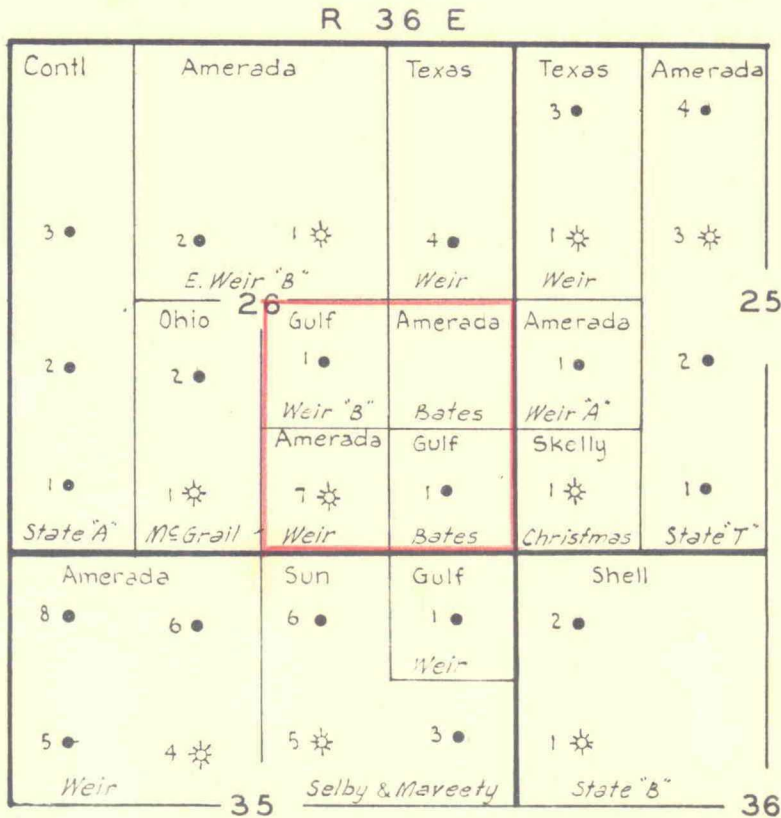 R 36 E
Contl Amerada Texas Texas Amerada
3 4
3 2 1 4 1 3
E. Weir "B" Weir Weir
26 25
Ohio Gulf Amerada Amerada
2 2 1 1 2
Weir "B" Bates Weir "A"
Amerada Gulf Skelly
1 1 7 1 1 1
State "A" McGrail Weir Bates Christmas State "T"
Amerada Sun Gulf Shell
8 6 6 1 2
Weir
5 4 5 3 1
Weir Selby & Maveety State "B"
35 36